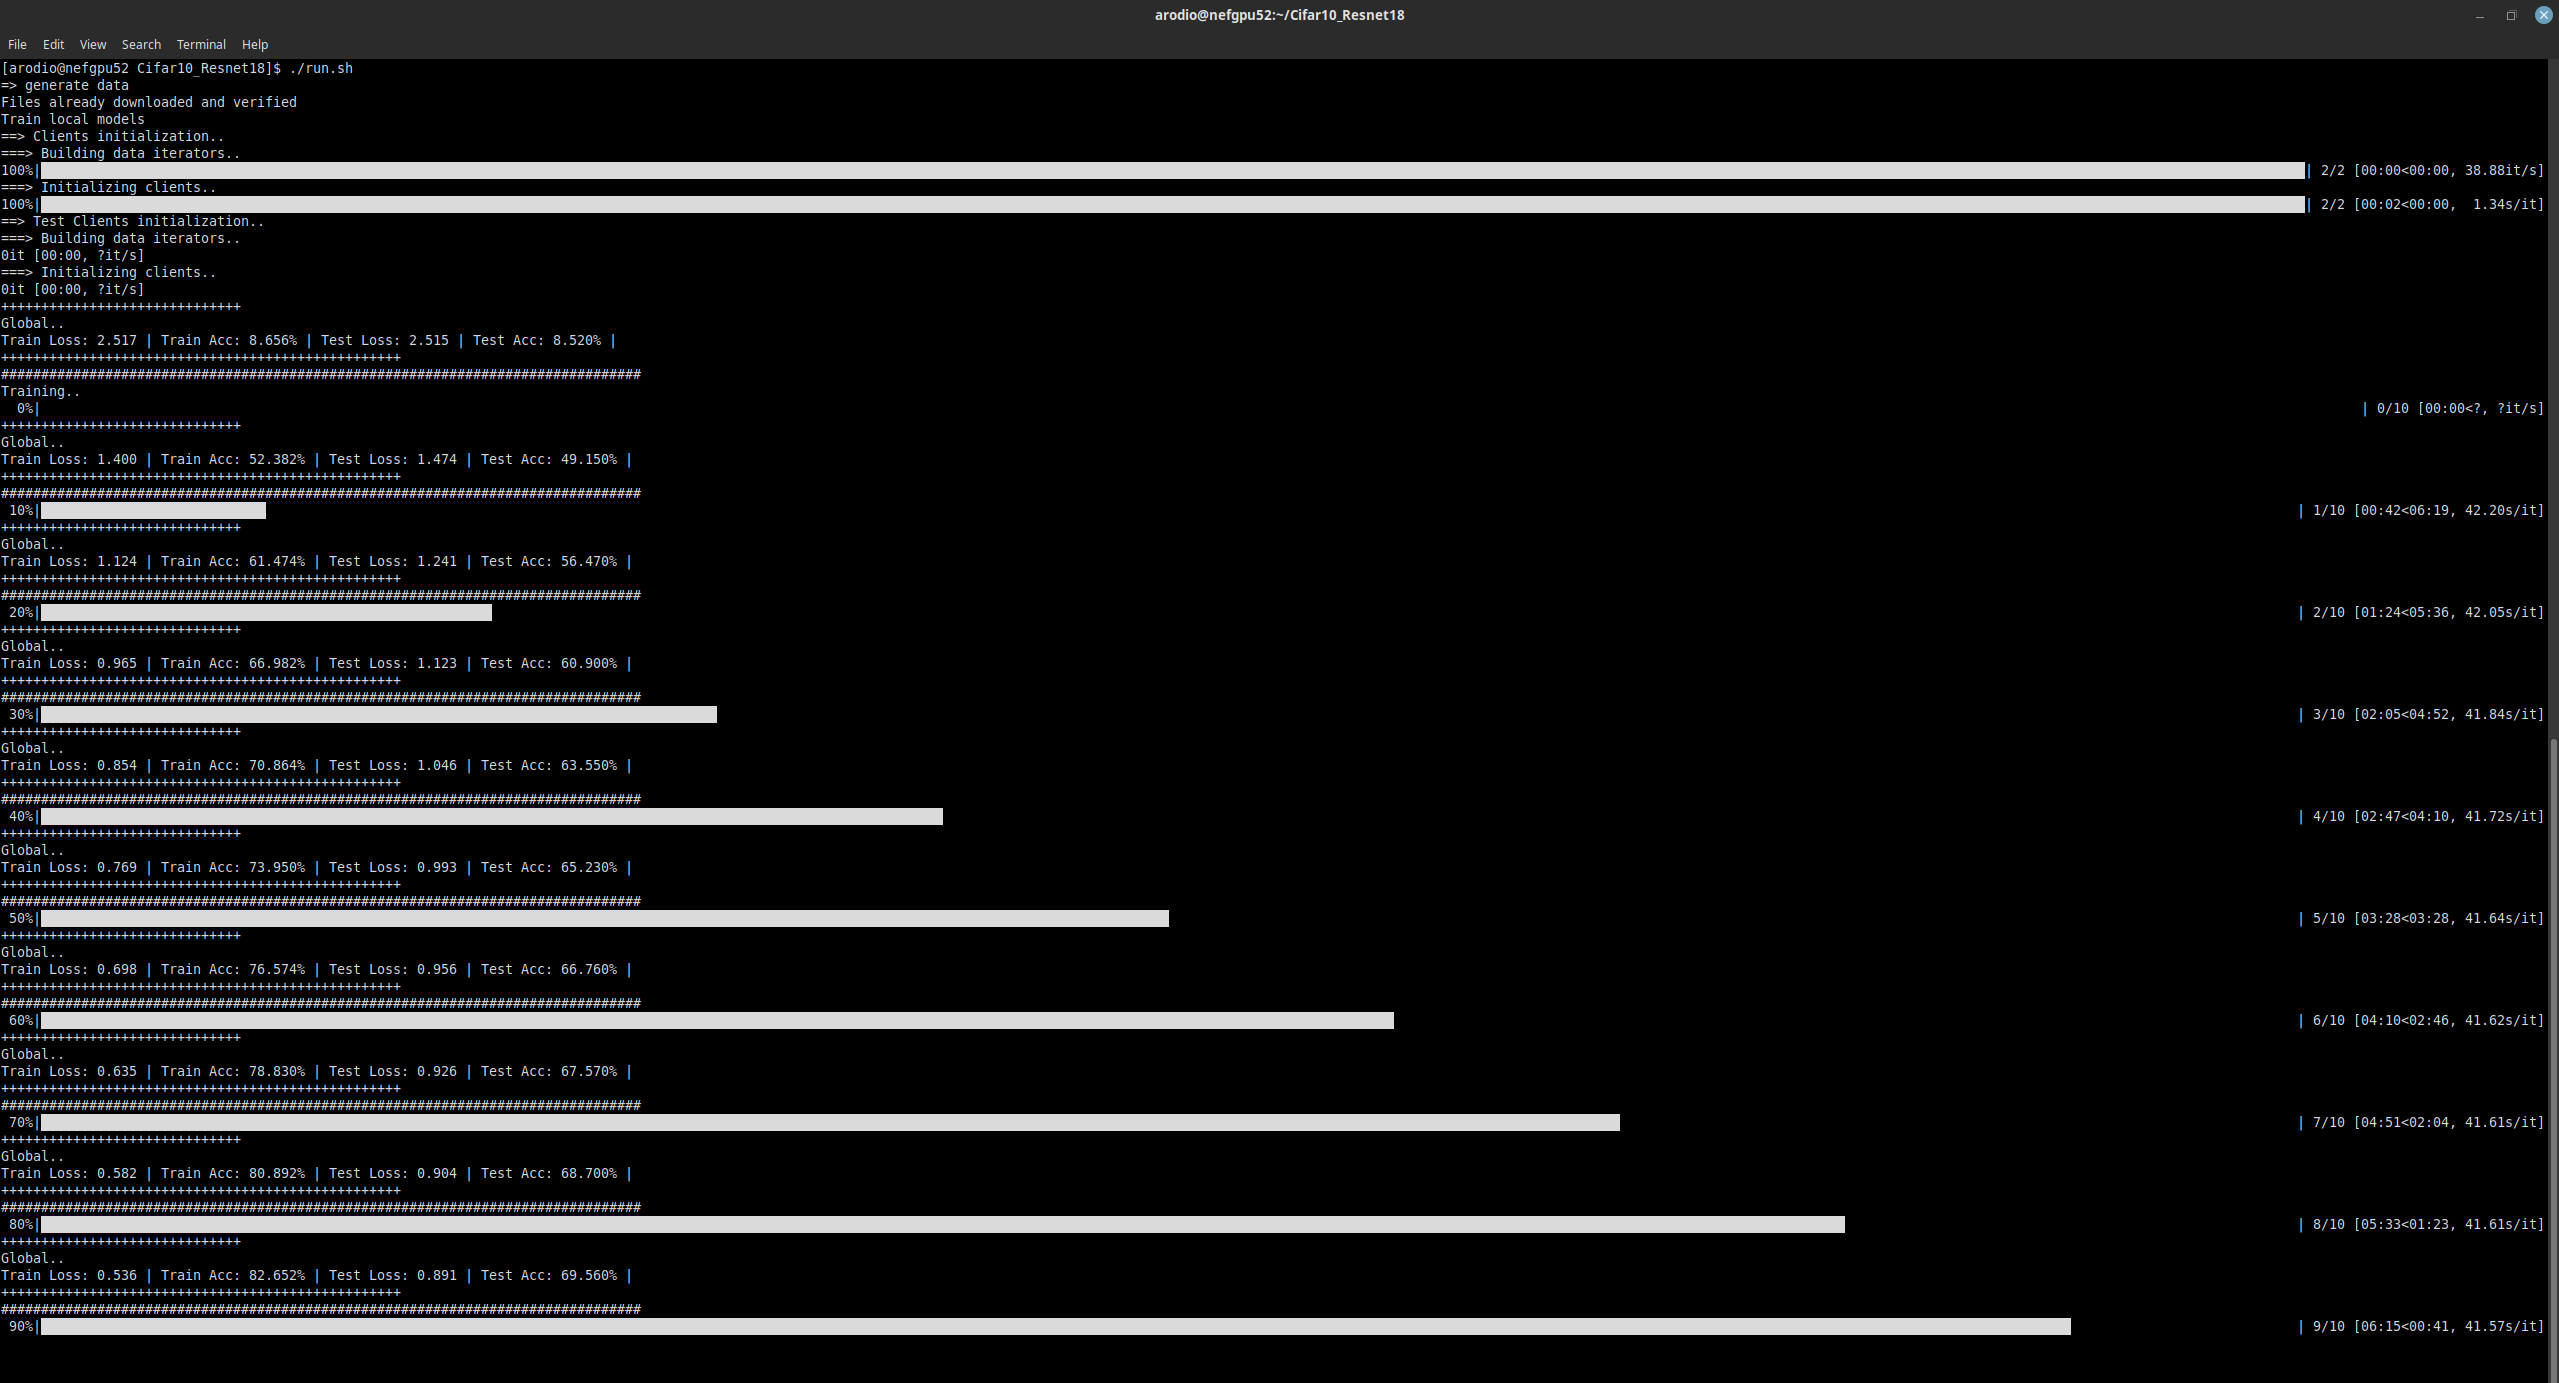 arodio@nefgpu52:~/Cifar10_Resnet18
File Edit View Search Terminal Help
[arodio@nefgpu52 Cifar10_Resnet18]$ ./run.sh
=> generate data
Files already downloaded and verified
Train local models
==> Clients initialization..
===> Building data iterators..
100%| | 2/2 [00:00<00:00, 38.88it/s]
===> Initializing clients..
100%| | 2/2 [00:02<00:00,  1.34s/it]
==> Test Clients initialization..
===> Building data iterators..
0it [00:00, ?it/s]
===> Initializing clients..
0it [00:00, ?it/s]
++++++++++++++++++++++++++++++
Global..
Train Loss: 2.517 | Train Acc: 8.656% | Test Loss: 2.515 | Test Acc: 8.520% |
++++++++++++++++++++++++++++++++++++++++++++++++++
################################################################################
Training..
0%| | 0/10 [00:00<?, ?it/s]
++++++++++++++++++++++++++++++
Global..
Train Loss: 1.400 | Train Acc: 52.382% | Test Loss: 1.474 | Test Acc: 49.150% |
++++++++++++++++++++++++++++++++++++++++++++++++++
################################################################################
10%| | 1/10 [00:42<06:19, 42.20s/it]
++++++++++++++++++++++++++++++
Global..
Train Loss: 1.124 | Train Acc: 61.474% | Test Loss: 1.241 | Test Acc: 56.470% |
++++++++++++++++++++++++++++++++++++++++++++++++++
################################################################################
20%| | 2/10 [01:24<05:36, 42.05s/it]
++++++++++++++++++++++++++++++
Global..
Train Loss: 0.965 | Train Acc: 66.982% | Test Loss: 1.123 | Test Acc: 60.900% |
++++++++++++++++++++++++++++++++++++++++++++++++++
################################################################################
30%| | 3/10 [02:05<04:52, 41.84s/it]
++++++++++++++++++++++++++++++
Global..
Train Loss: 0.854 | Train Acc: 70.864% | Test Loss: 1.046 | Test Acc: 63.550% |
++++++++++++++++++++++++++++++++++++++++++++++++++
################################################################################
40%| | 4/10 [02:47<04:10, 41.72s/it]
++++++++++++++++++++++++++++++
Global..
Train Loss: 0.769 | Train Acc: 73.950% | Test Loss: 0.993 | Test Acc: 65.230% |
++++++++++++++++++++++++++++++++++++++++++++++++++
################################################################################
50%| | 5/10 [03:28<03:28, 41.64s/it]
++++++++++++++++++++++++++++++
Global..
Train Loss: 0.698 | Train Acc: 76.574% | Test Loss: 0.956 | Test Acc: 66.760% |
++++++++++++++++++++++++++++++++++++++++++++++++++
################################################################################
60%| | 6/10 [04:10<02:46, 41.62s/it]
++++++++++++++++++++++++++++++
Global..
Train Loss: 0.635 | Train Acc: 78.830% | Test Loss: 0.926 | Test Acc: 67.570% |
++++++++++++++++++++++++++++++++++++++++++++++++++
################################################################################
70%| | 7/10 [04:51<02:04, 41.61s/it]
++++++++++++++++++++++++++++++
Global..
Train Loss: 0.582 | Train Acc: 80.892% | Test Loss: 0.904 | Test Acc: 68.700% |
++++++++++++++++++++++++++++++++++++++++++++++++++
################################################################################
80%| | 8/10 [05:33<01:23, 41.61s/it]
++++++++++++++++++++++++++++++
Global..
Train Loss: 0.536 | Train Acc: 82.652% | Test Loss: 0.891 | Test Acc: 69.560% |
++++++++++++++++++++++++++++++++++++++++++++++++++
################################################################################
90%| | 9/10 [06:15<00:41, 41.57s/it]